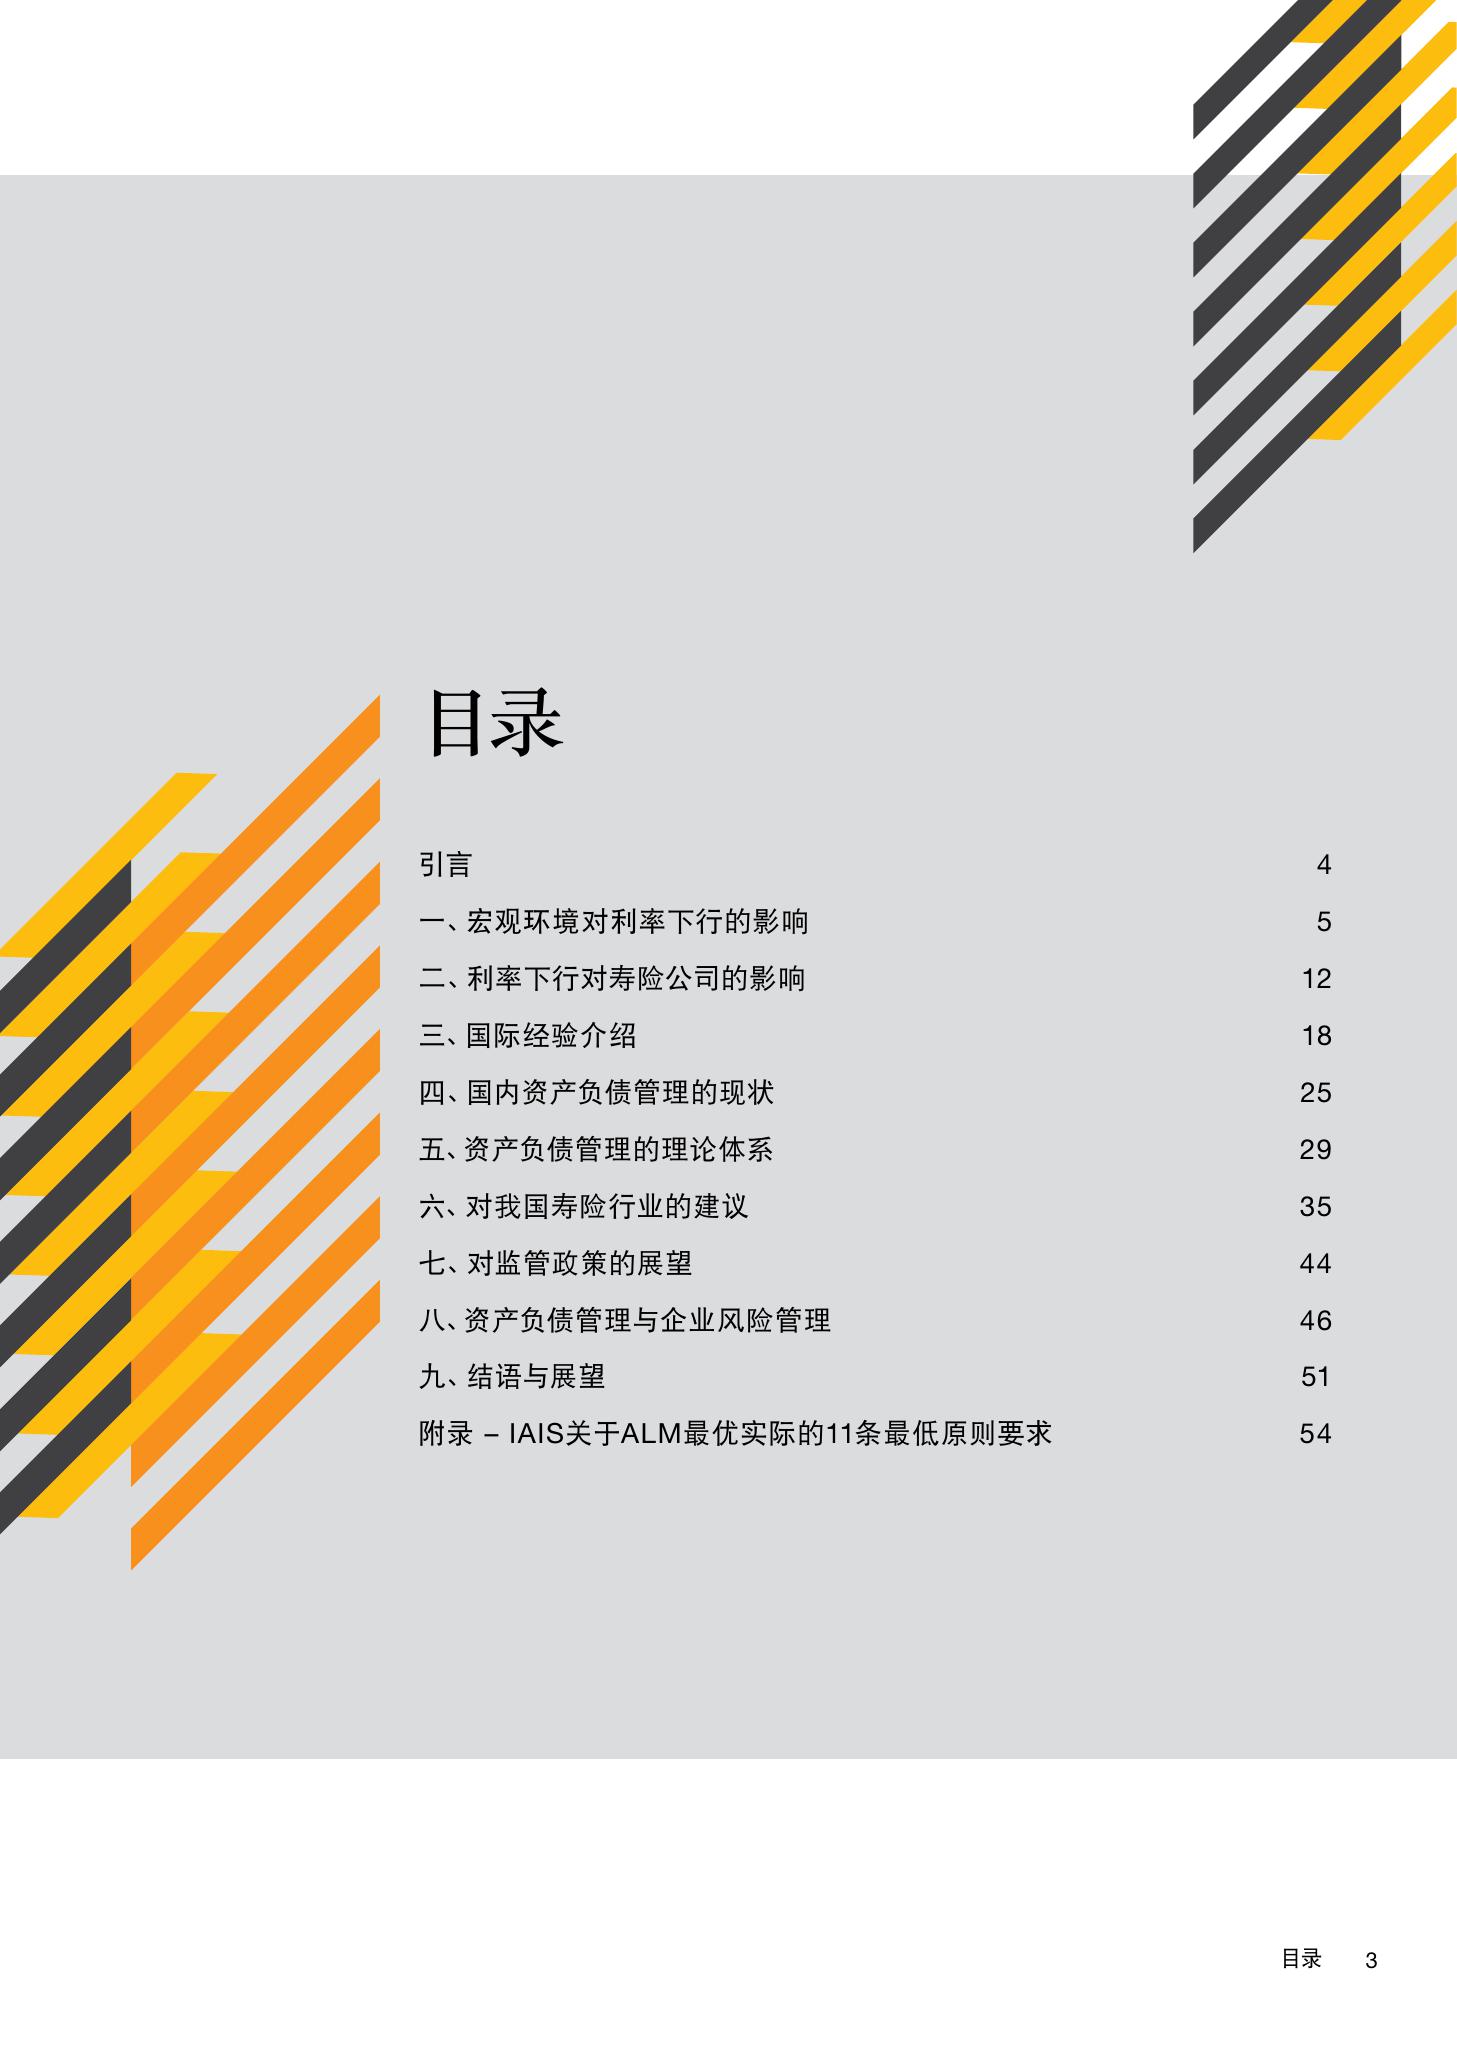 目录
引言 4
一、宏观环境对利率下行的影响 5
二、利率下行对寿险公司的影响 12
三、国际经验介绍 18
四、国内资产负债管理的现状 25
五、资产负债管理的理论体系 29
六、对我国寿险行业的建议 35
七、对监管政策的展望 44
八、资产负债管理与企业风险管理 46
九、结语与展望 51
附录 – IAIS关于ALM最优实际的11条最低原则要求 54
目录 3